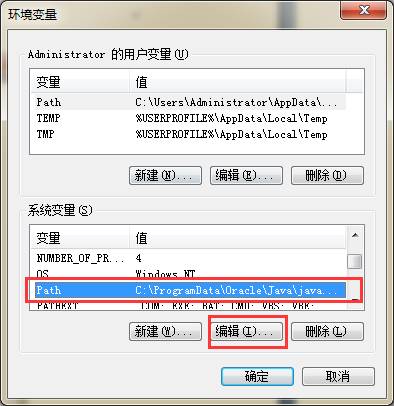 环境变量
Administrator 的用户变量(U)
变量 值
Path C:\Users\Administrator\AppData\...
TEMP %USERPROFILE%\AppData\Local\Temp
TMP %USERPROFILE%\AppData\Local\Temp
新建(N)... 编辑(E)... 删除(D)
系统变量(S)
变量 值
NUMBER_OF_PR... 4
OS Windows_NT
Path C:\ProgramData\Oracle\Java\java...
PATHEXT .COM;.EXE;.BAT;.CMD;.VBS;.VBE;
新建(W)... 编辑(I)... 删除(L)
确定 取消